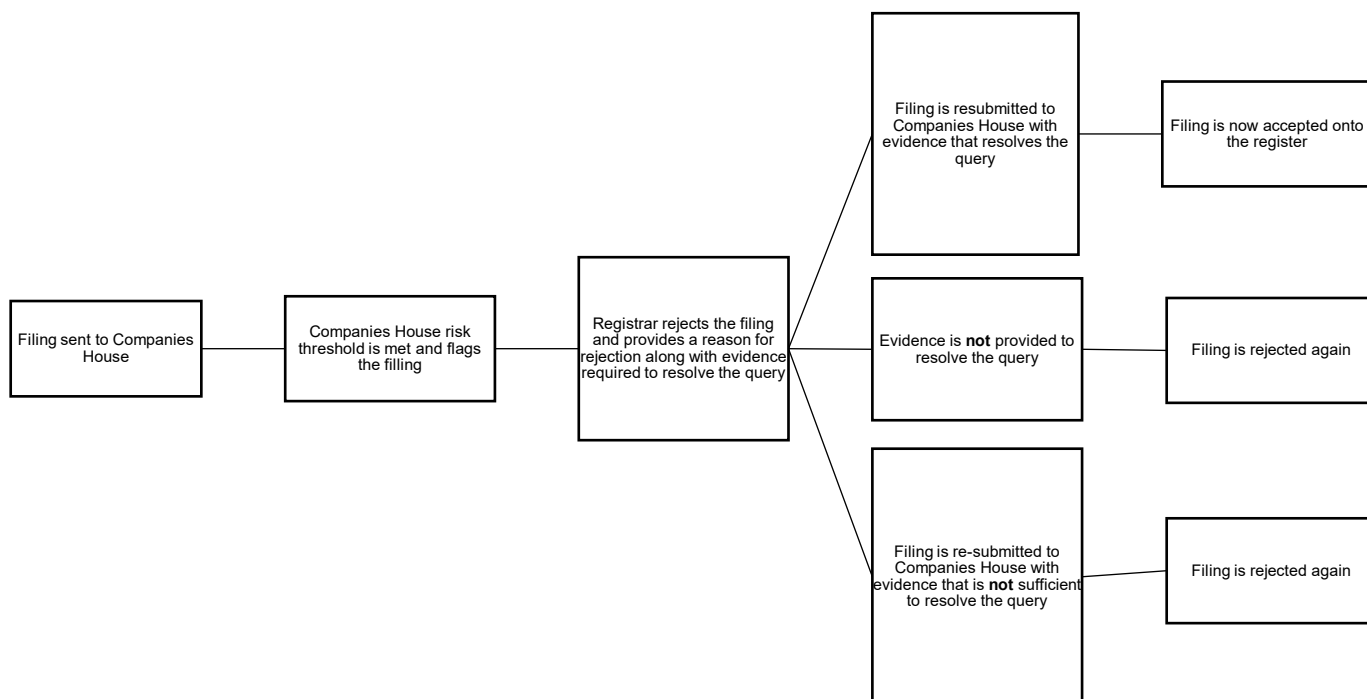 Filing sent to Companies
House
Companies House risk
threshold is met and flags
the filling
Registrar rejects the filing
and provides a reason for
rejection along with evidence
required to resolve the query
Filing is resubmitted to
Companies House with
evidence that resolves the
query
Filing is now accepted onto
the register
Evidence is not provided to
resolve the query
Filing is rejected again
Filing is re-submitted to
Companies House with
evidence that is not sufficient
to resolve the query
Filing is rejected again